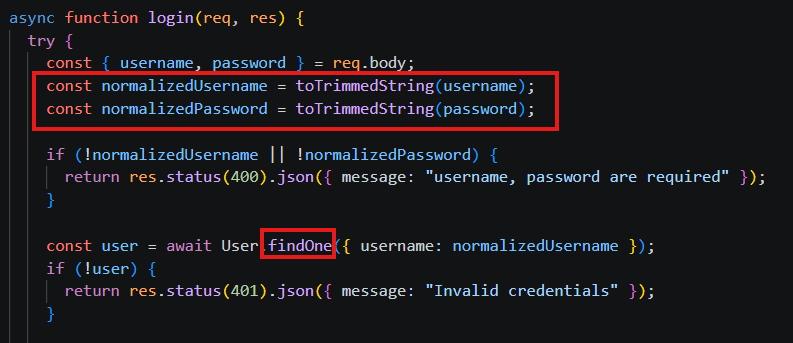 async function login(req, res) {
try {
const { username, password } = req.body;
const normalizedUsername = toTrimmedString(username);
const normalizedPassword = toTrimmedString(password);
if (!normalizedUsername || !normalizedPassword) {
return res.status(400).json({ message: "username, password are required" });
}
const user = await User.findOne({ username: normalizedUsername });
if (!user) {
return res.status(401).json({ message: "Invalid credentials" });
}